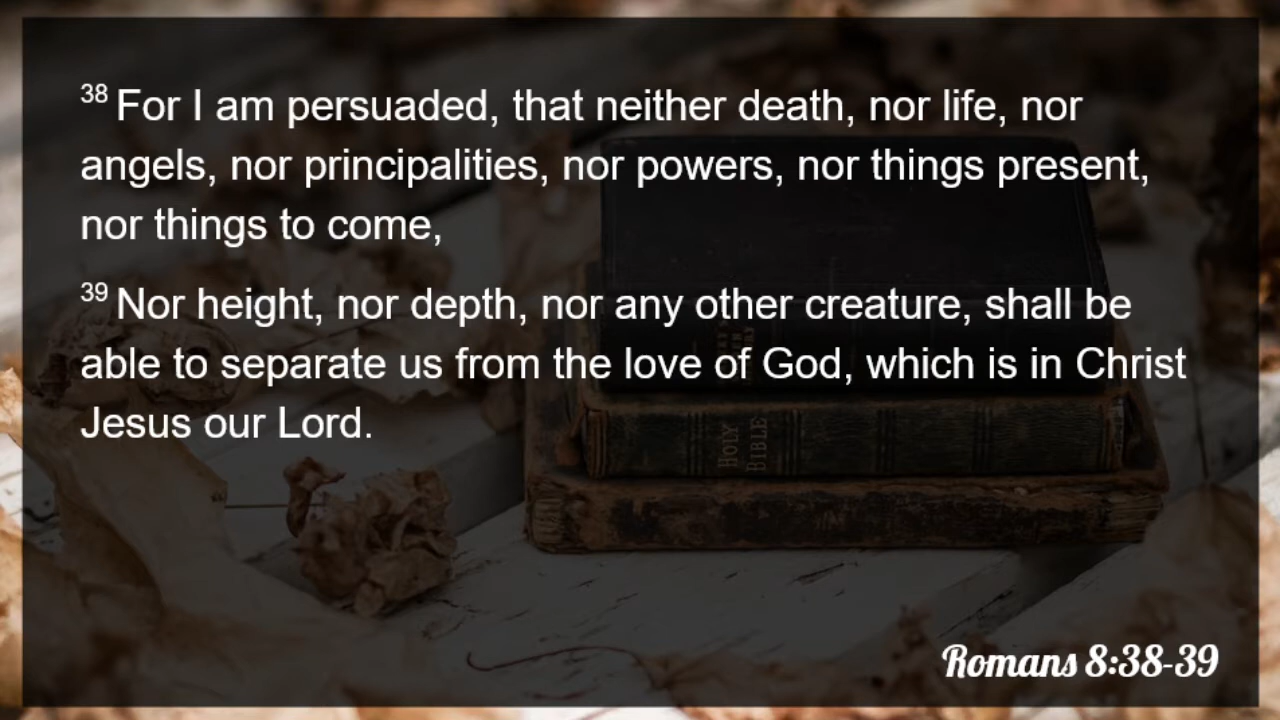 38 For I am persuaded, that neither death, nor life, nor
angels, nor principalities, nor powers, nor things present,
nor things to come,
39 Nor height, nor depth, nor any other creature, shall be
able to separate us from the love of God, which is in Christ
Jesus our Lord.
HOLY
BIBLE
Romans 8:38-39